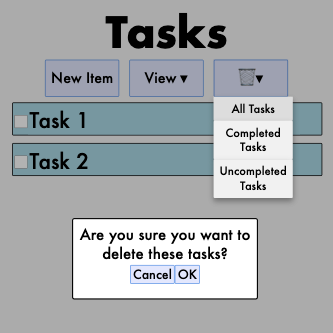 Tasks
New Item View ▾ ▾
All Tasks
Task 1
Completed
Tasks
Task 2
Uncompleted
Tasks
Are you sure you want to
delete these tasks?
Cancel OK